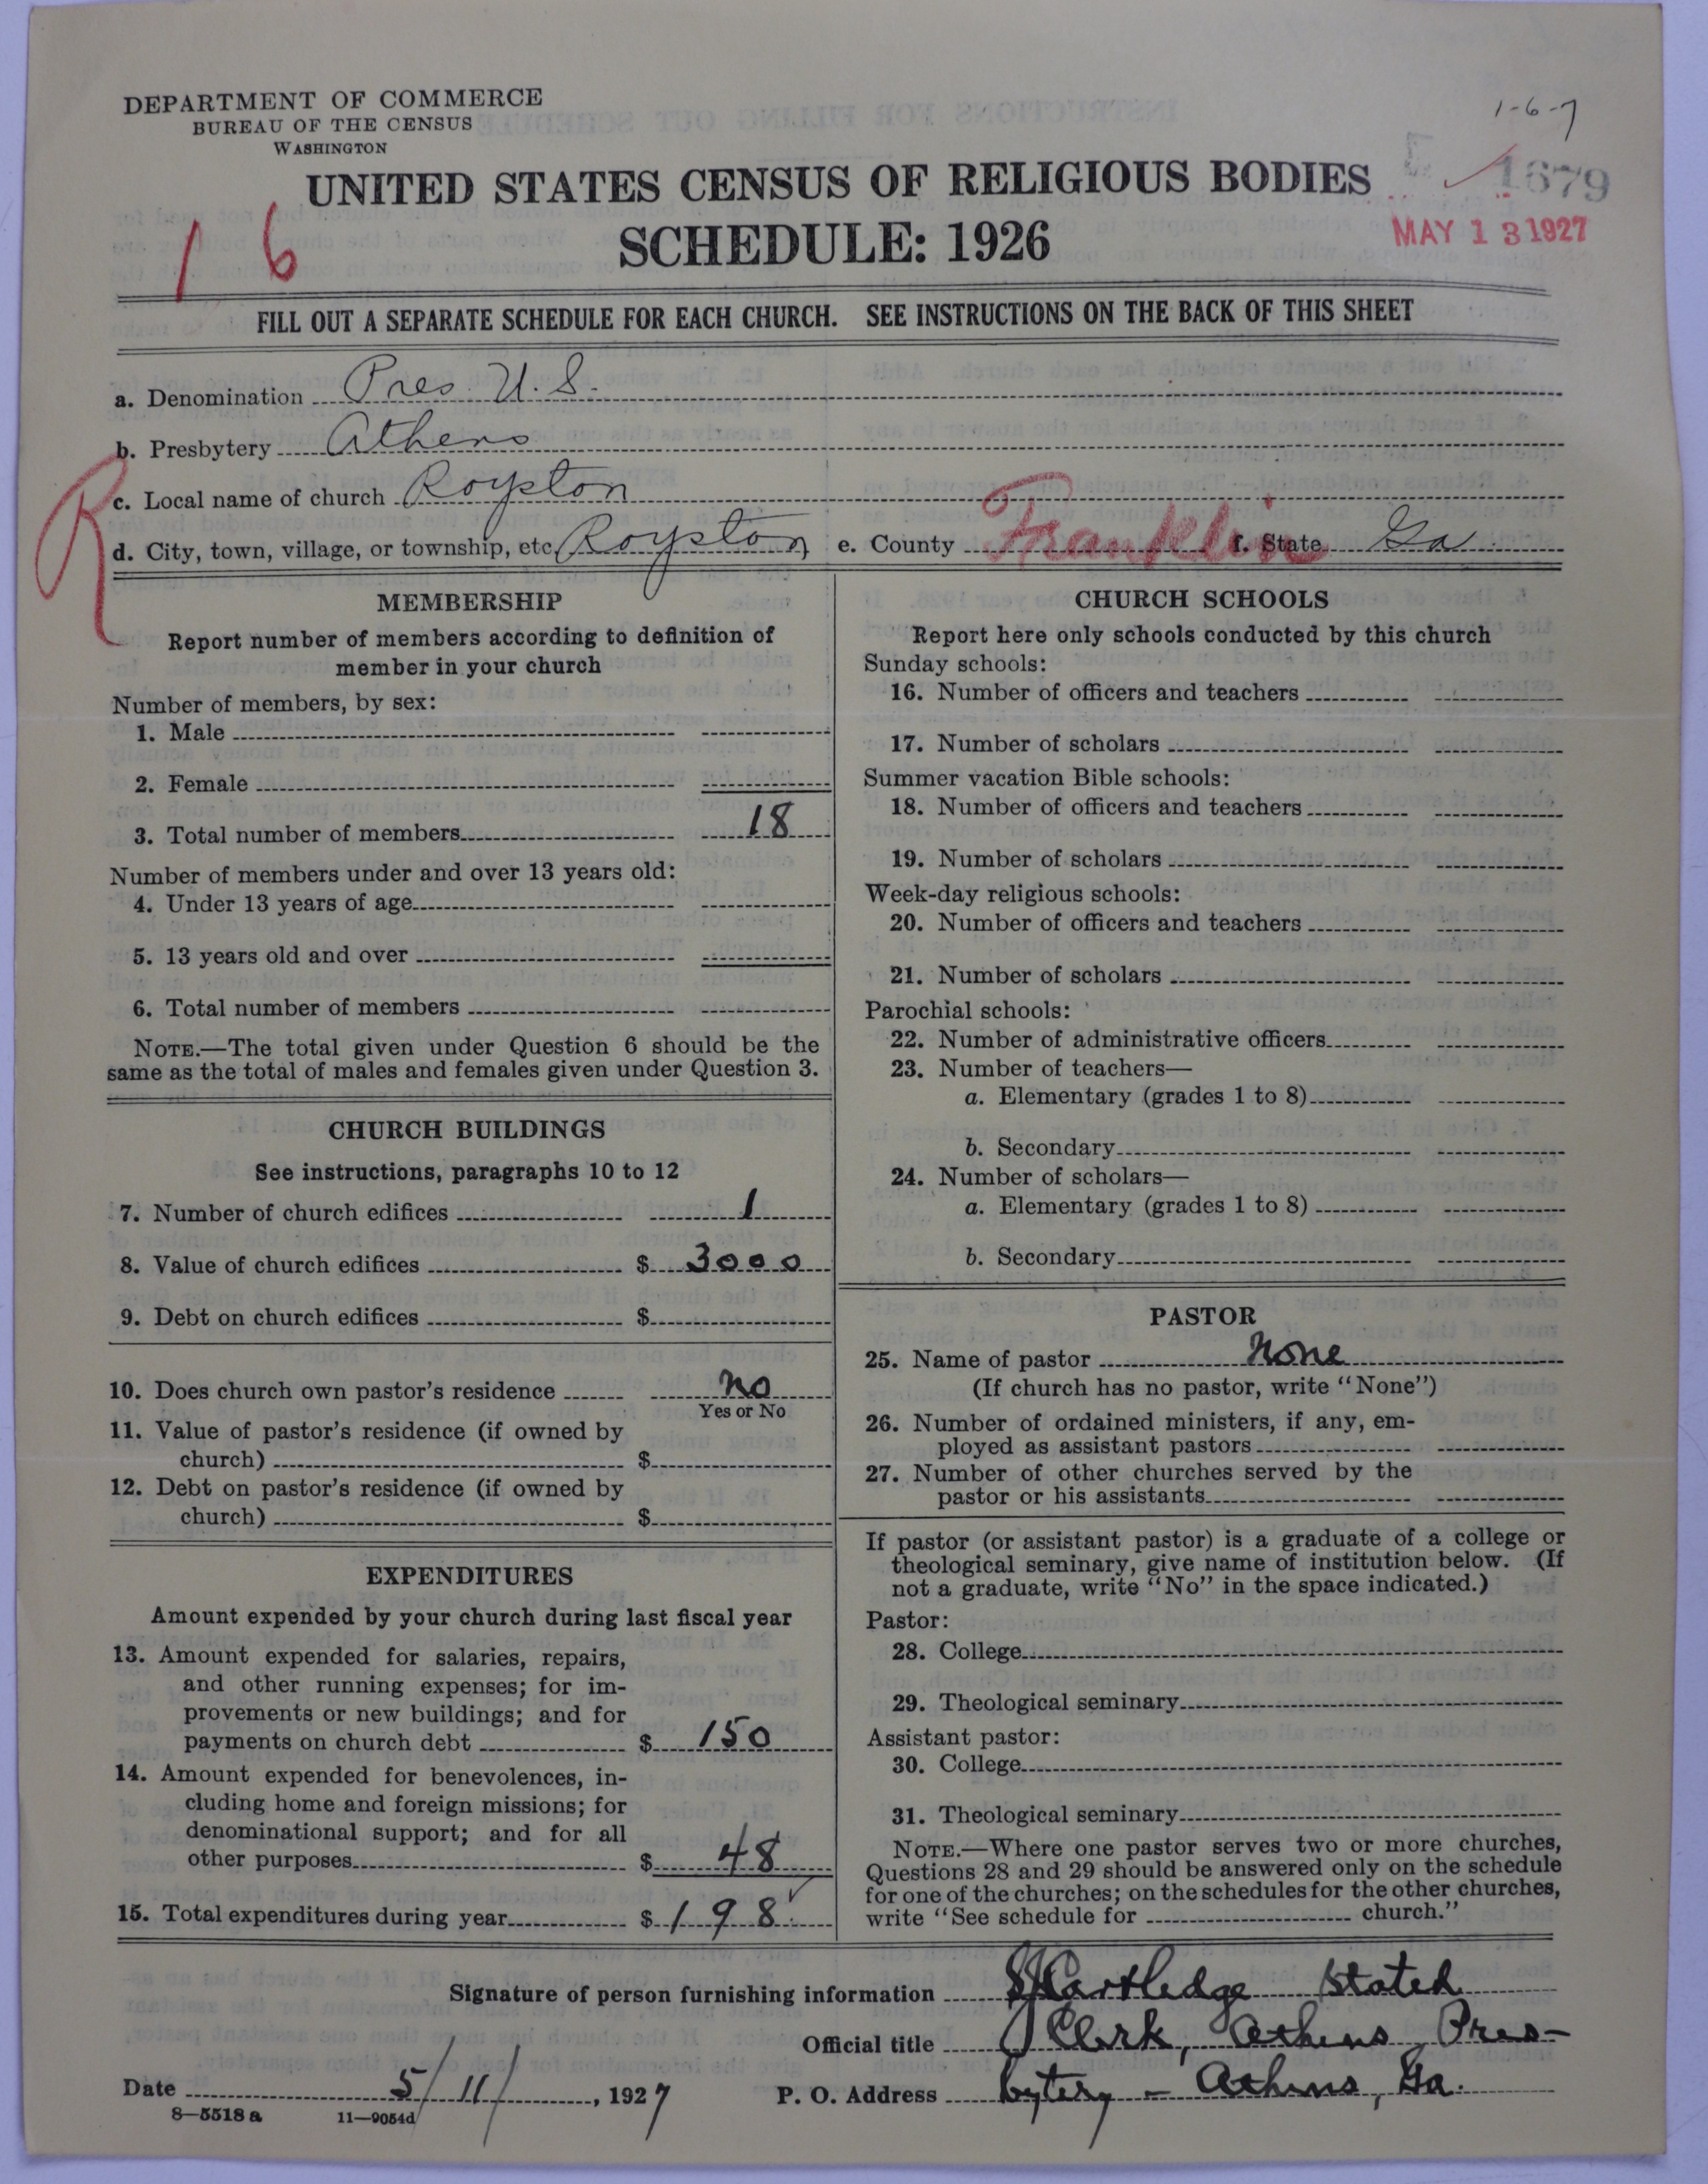 DEPARTMENT OF COMMERCE
BUREAU OF THE CENSUS
WASHINGTON
1-6-7
UNITED STATES CENSUS OF RELIGIOUS BODIES
1679
SCHEDULE: 1926
MAY 13 1927
1 6
FILL OUT A SEPARATE SCHEDULE FOR EACH CHURCH. SEE INSTRUCTIONS ON THE BACK OF THIS SHEET
a. Denomination Pres. U. S.
b. Presbytery Athens
R
c. Local name of church Royston
d. City, town, village, or township, etc. Royston e. County Franklin f. State Ga
MEMBERSHIP
Report number of members according to definition of
member in your church
Number of members, by sex:
1. Male
2. Female
3. Total number of members 18
Number of members under and over 13 years old:
4. Under 13 years of age
5. 13 years old and over
6. Total number of members
NOTE.—The total given under Question 6 should be the
same as the total of males and females given under Question 3.
CHURCH BUILDINGS
See instructions, paragraphs 10 to 12
7. Number of church edifices 1
8. Value of church edifices $ 3000
9. Debt on church edifices $
10. Does church own pastor's residence no
Yes or No
11. Value of pastor's residence (if owned by
church) $
12. Debt on pastor's residence (if owned by
church) $
EXPENDITURES
Amount expended by your church during last fiscal year
13. Amount expended for salaries, repairs,
and other running expenses; for im-
provements or new buildings; and for
payments on church debt $ 150
14. Amount expended for benevolences, in-
cluding home and foreign missions; for
denominational support; and for all
other purposes $ 48
15. Total expenditures during year $ 198
CHURCH SCHOOLS
Report here only schools conducted by this church
Sunday schools:
16. Number of officers and teachers
17. Number of scholars
Summer vacation Bible schools:
18. Number of officers and teachers
19. Number of scholars
Week-day religious schools:
20. Number of officers and teachers
21. Number of scholars
Parochial schools:
22. Number of administrative officers
23. Number of teachers—
a. Elementary (grades 1 to 8)
b. Secondary
24. Number of scholars—
a. Elementary (grades 1 to 8)
b. Secondary
PASTOR
25. Name of pastor None
(If church has no pastor, write "None")
26. Number of ordained ministers, if any, em-
ployed as assistant pastors
27. Number of other churches served by the
pastor or his assistants
If pastor (or assistant pastor) is a graduate of a college or
theological seminary, give name of institution below. (If
not a graduate, write "No" in the space indicated.)
Pastor:
28. College
29. Theological seminary
Assistant pastor:
30. College
31. Theological seminary
NOTE.—Where one pastor serves two or more churches,
Questions 28 and 29 should be answered only on the schedule
for one of the churches; on the schedules for the other churches,
write "See schedule for church."
Signature of person furnishing information Cartledge Stated
Official title Clerk, Athens Pres-
Date 5/11/, 1927 P. O. Address bytery - Athens, Ga.
8—5518 a 11—9054d